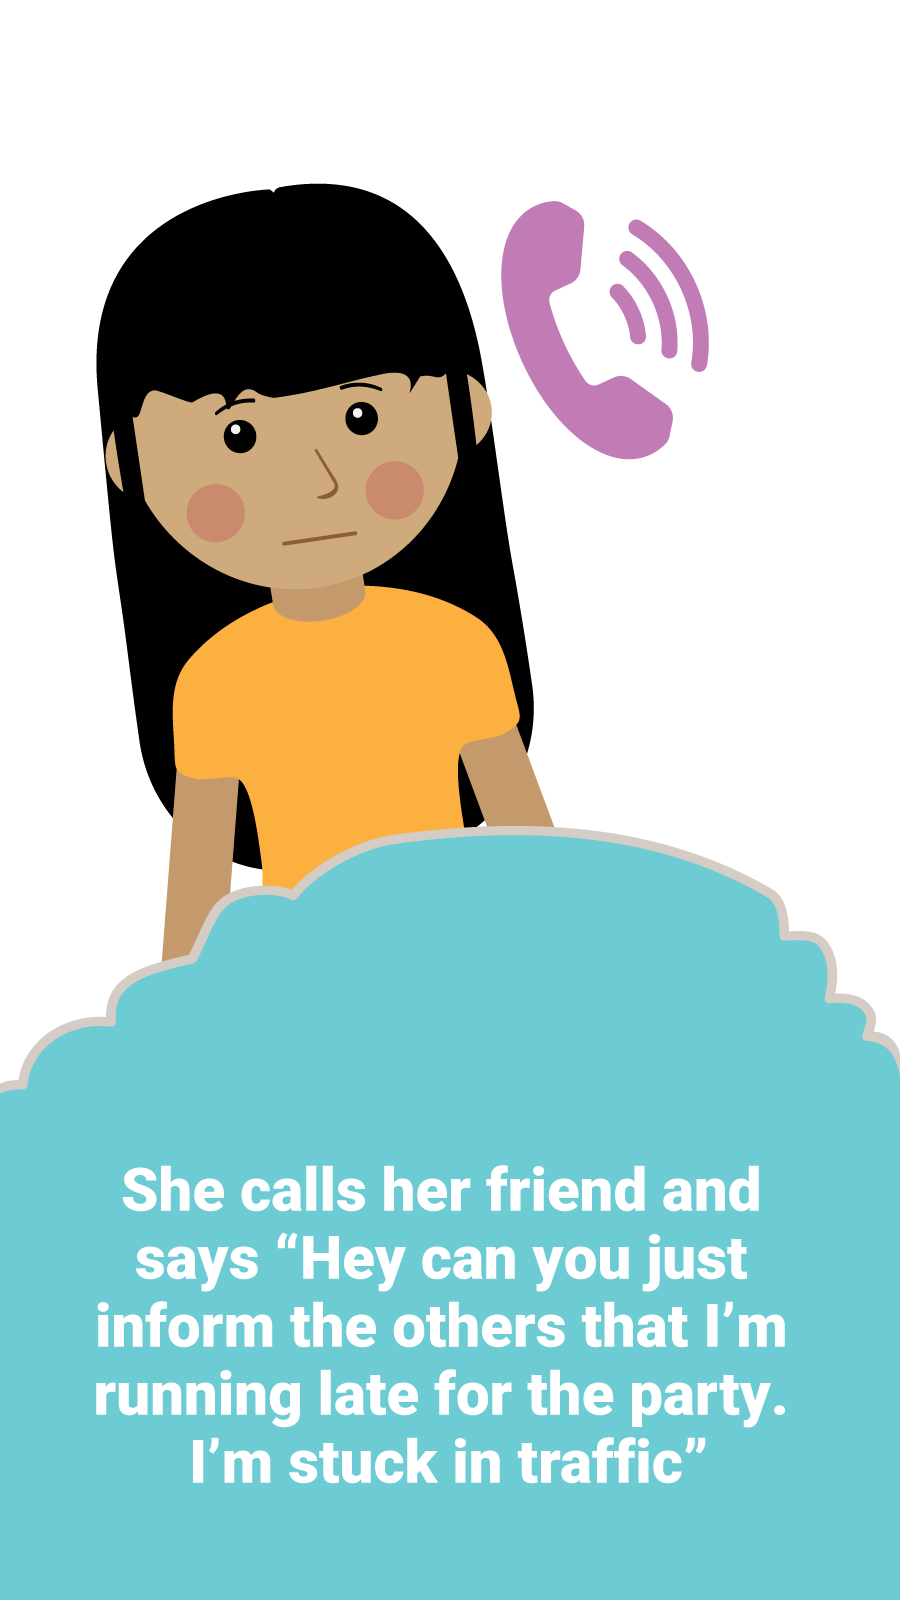 She calls her friend and
says “Hey can you just
inform the others that I’m
running late for the party.
I’m stuck in traffic”